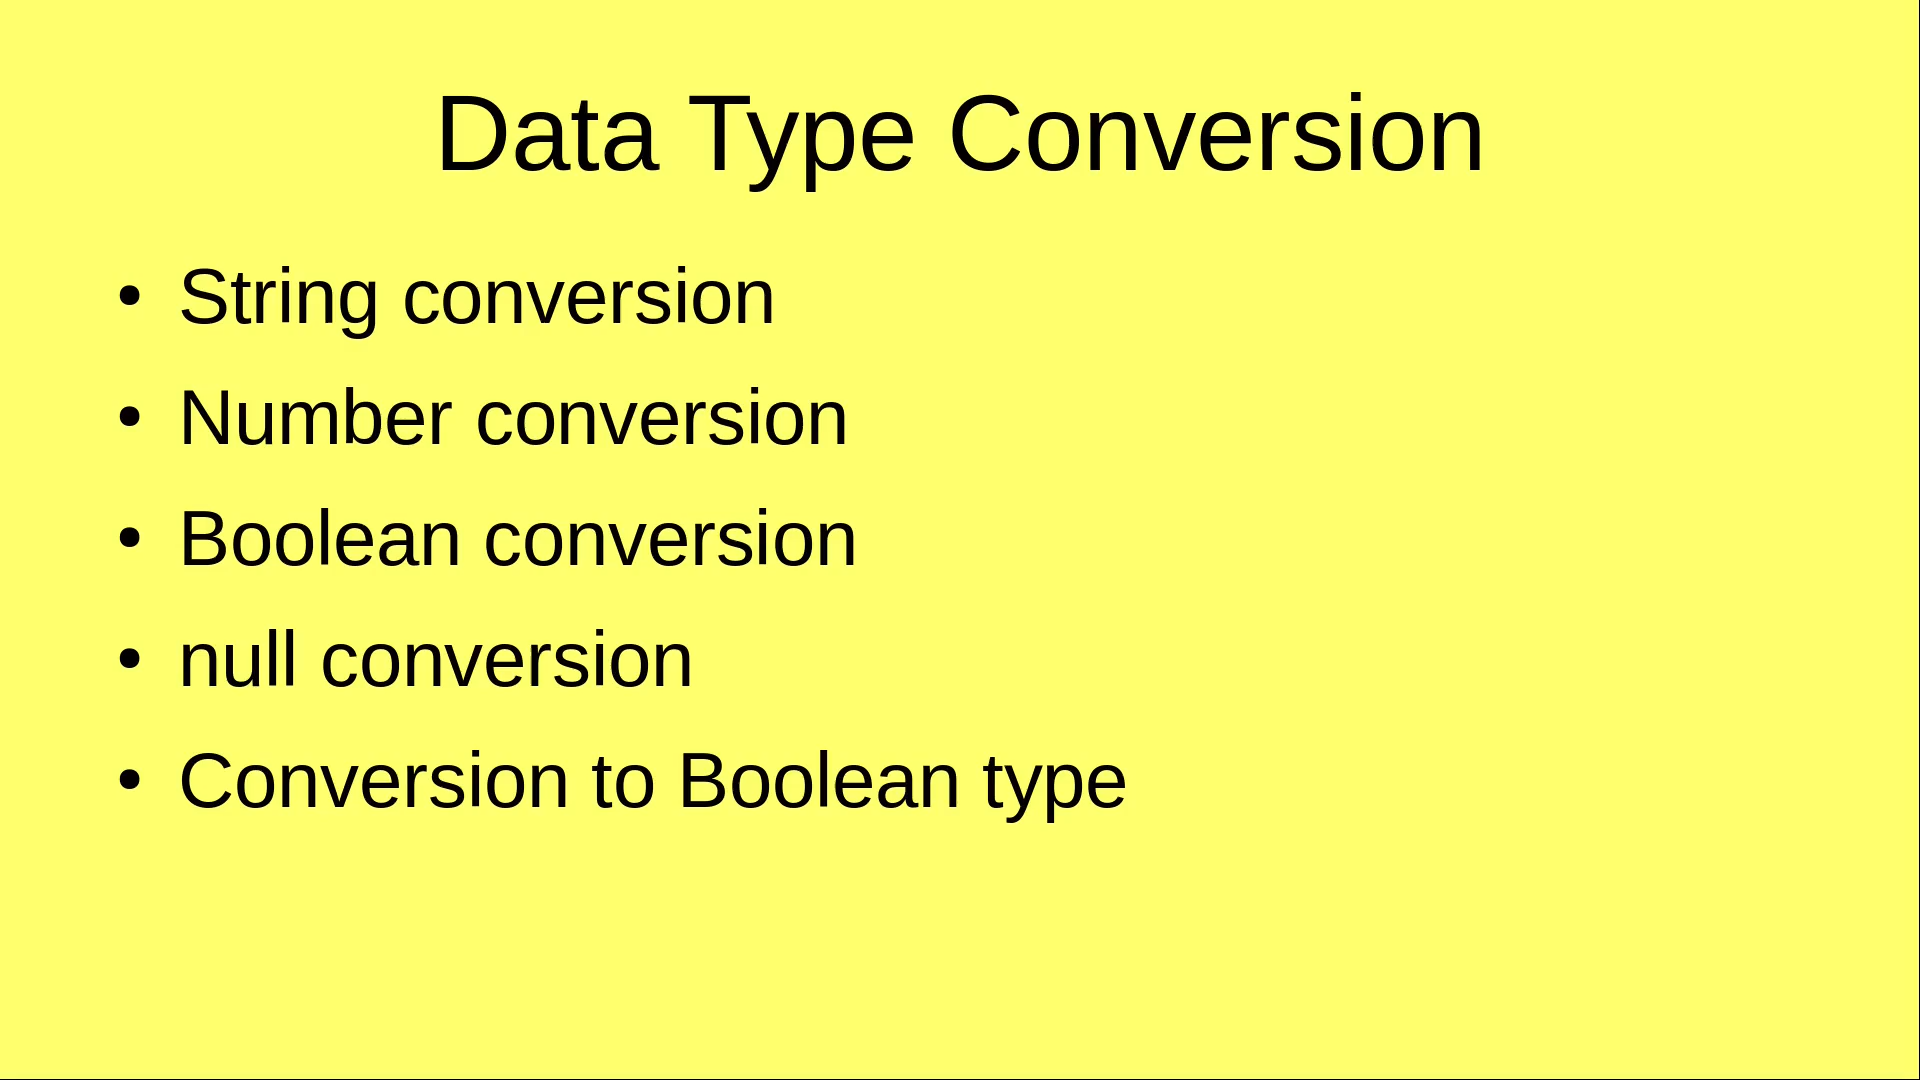 Data Type Conversion
• String conversion
• Number conversion
• Boolean conversion
• null conversion
• Conversion to Boolean type